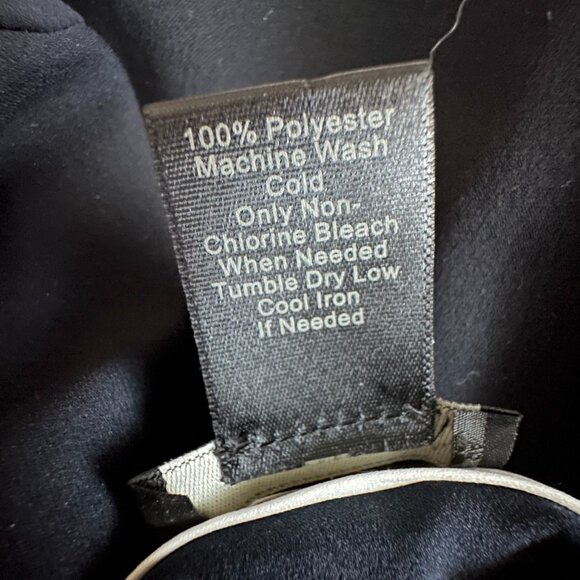 100% Polyester
Machine Wash
Cold
Only Non-
Chlorine Bleach
When Needed
Tumble Dry Low
Cool Iron
If Needed